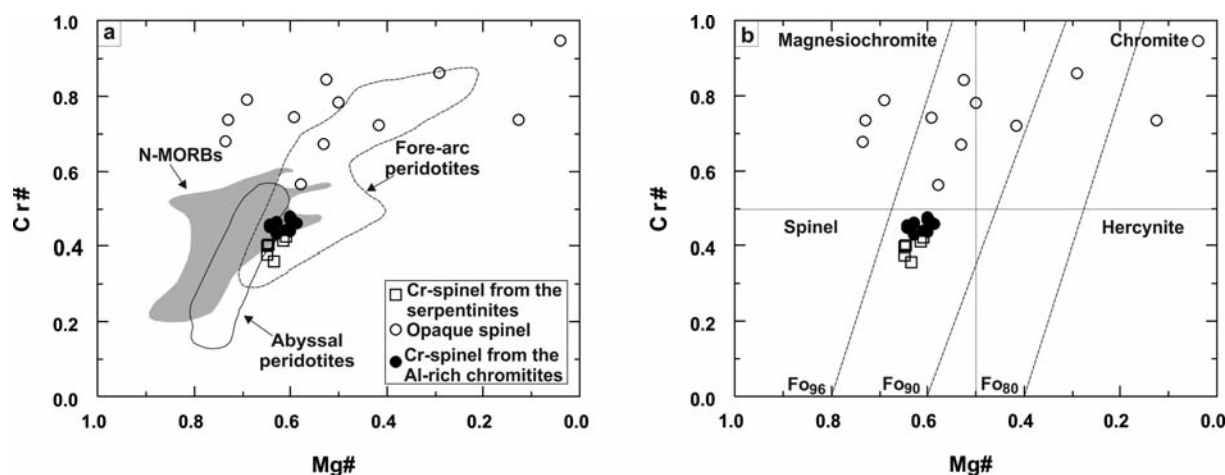 a
1.0
0.8
0.6
0.4
0.2
0.0
Cr#
N-MORBs
Fore-arc
peridotites
Abyssal
peridotites
Cr-spinel from the
serpentinites
Opaque spinel
Cr-spinel from the
Al-rich chromitites
1.0 0.8 0.6 0.4 0.2 0.0
Mg#
b
1.0
0.8
0.6
0.4
0.2
0.0
Cr#
Magnesiochromite
Chromite
Spinel
Hercynite
Fo96
Fo90
Fo80
1.0 0.8 0.6 0.4 0.2 0.0
Mg#